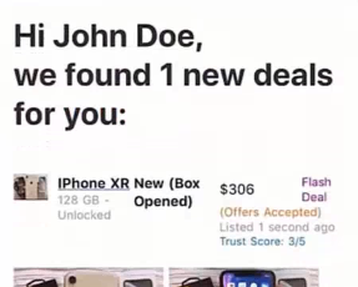 Hi John Doe,
we found 1 new deals
for you:
IPhone XR New (Box Opened)
128 GB - Unlocked
$306
(Offers Accepted)
Listed 1 second ago
Trust Score: 3/5
Flash Deal